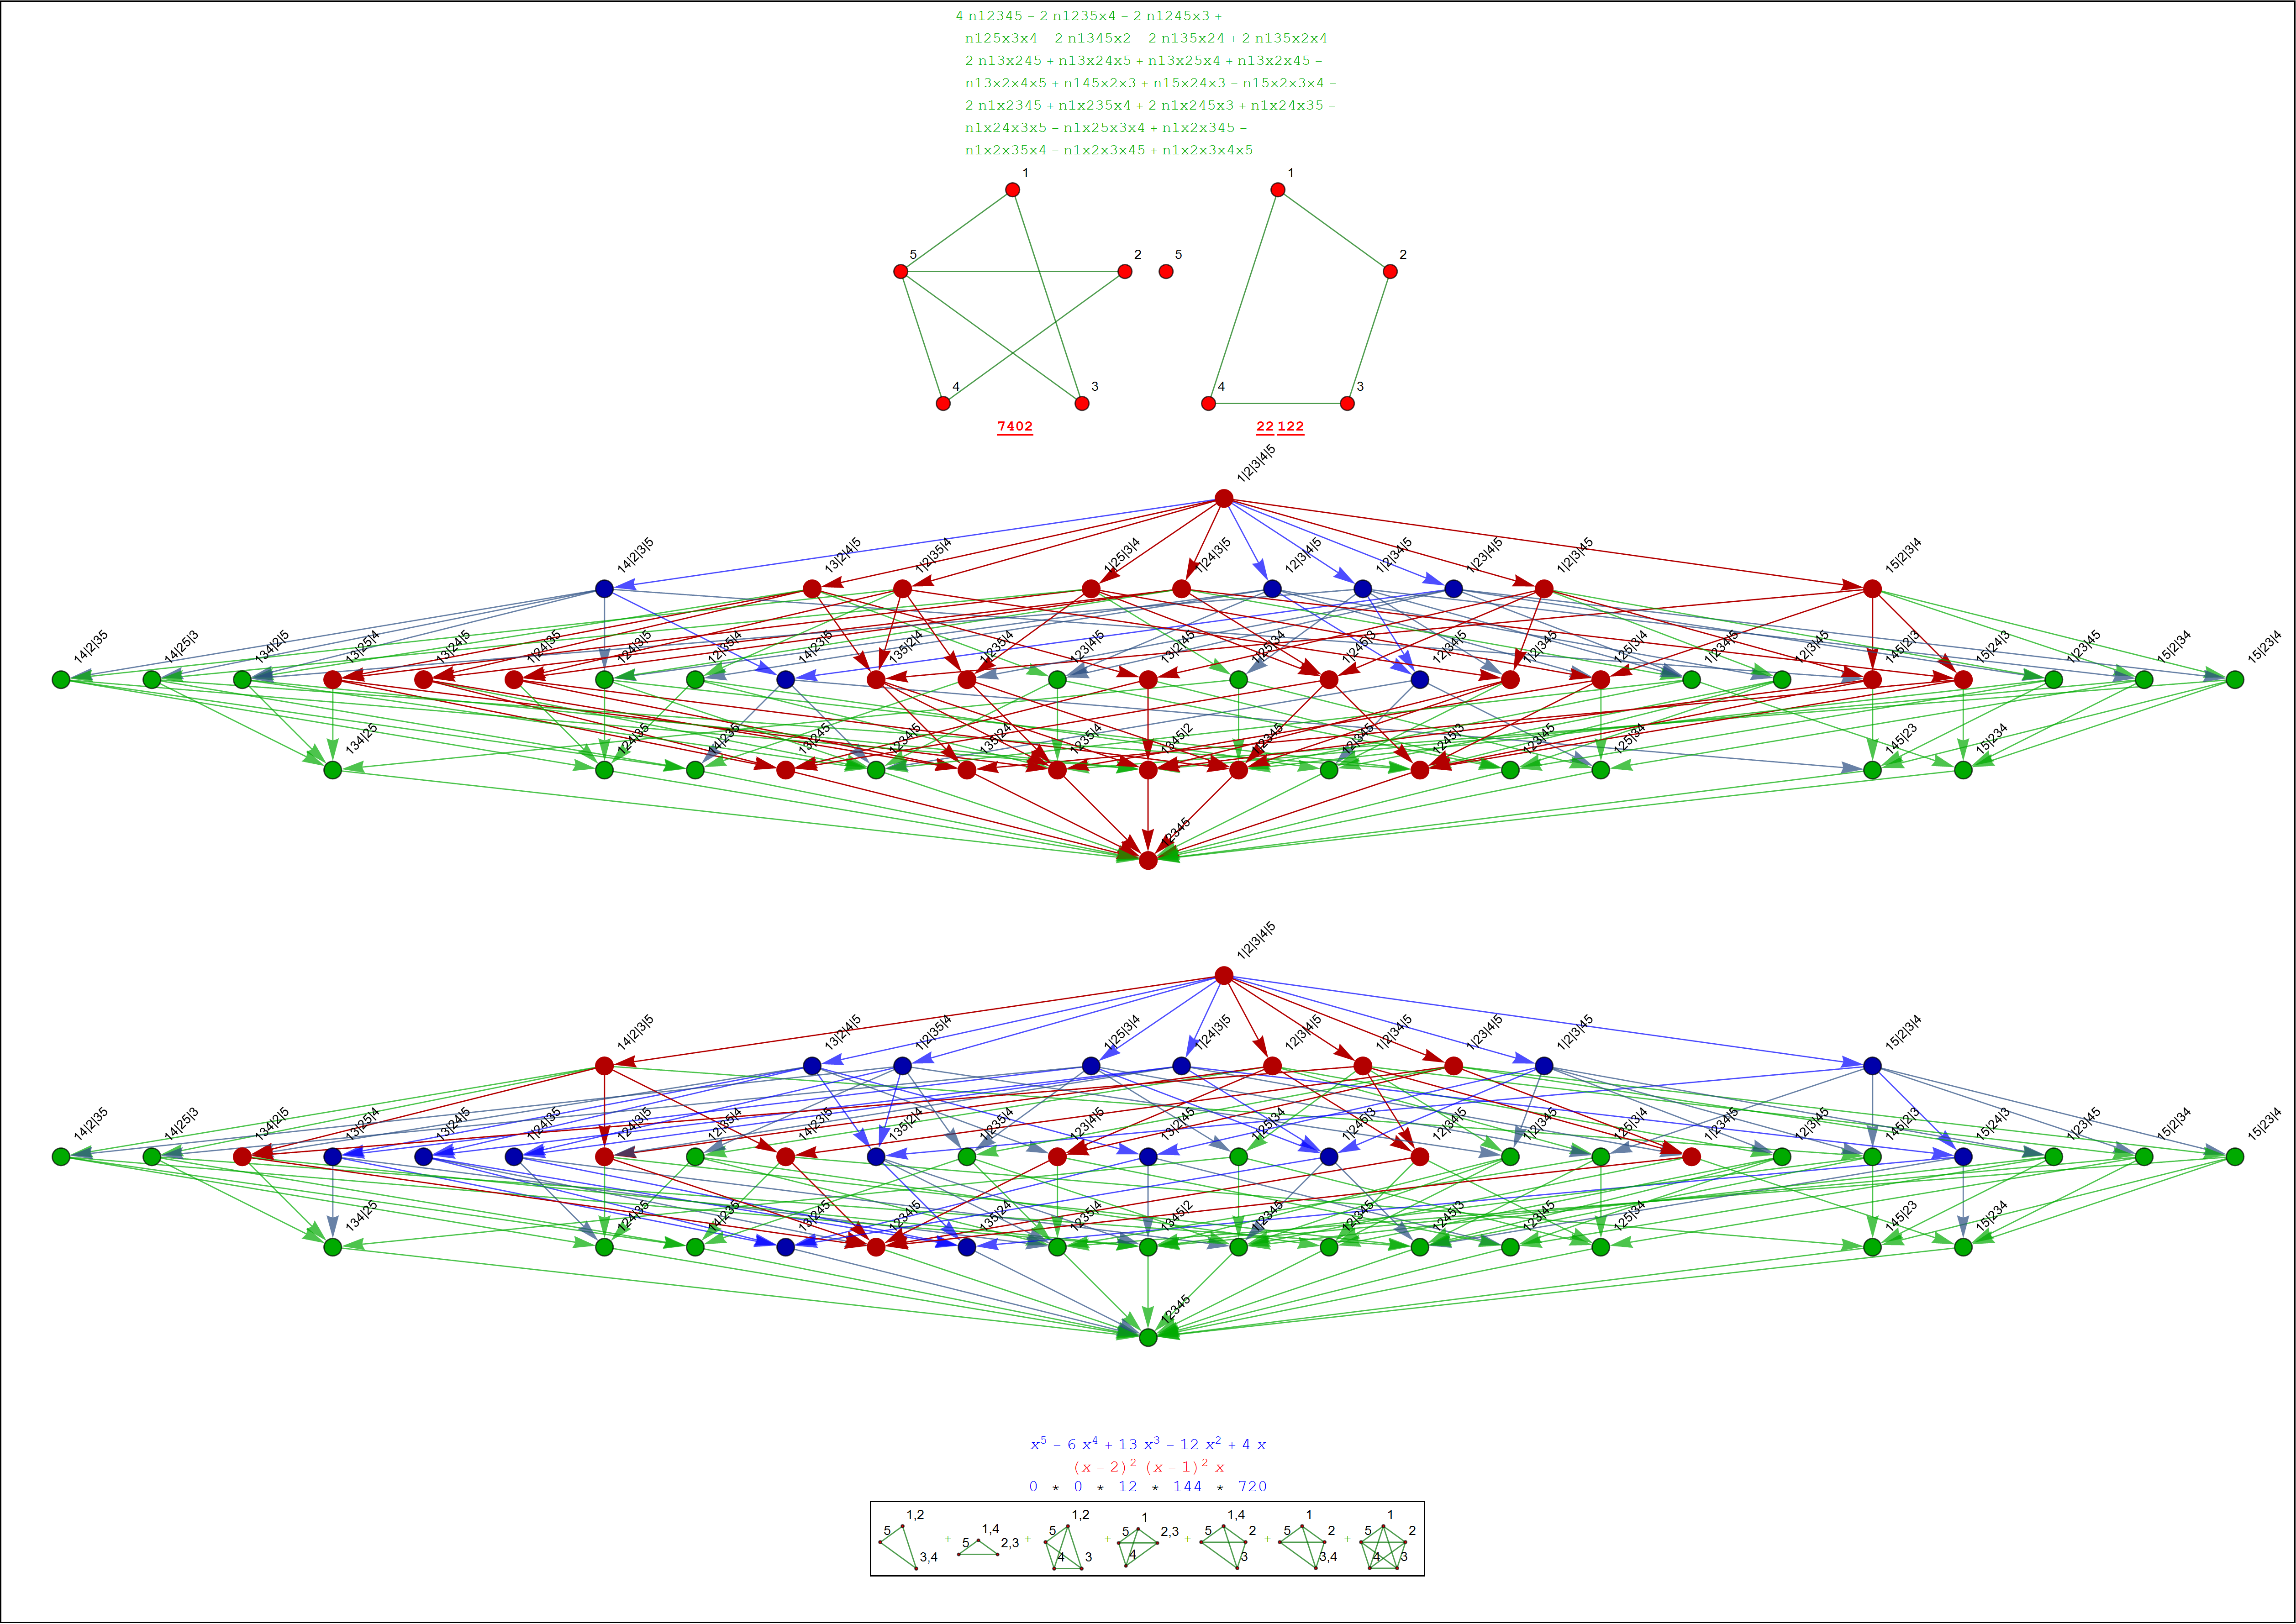 4 n12345 − 2 n1235x4 − 2 n1245x3 +
n125x3x4 − 2 n1345x2 − 2 n135x24 + 2 n135x2x4 −
2 n13x245 + n13x24x5 + n13x25x4 + n13x2x45 −
n13x2x4x5 + n145x2x3 + n15x24x3 − n15x2x3x4 −
2 n1x2345 + n1x235x4 + 2 n1x245x3 + n1x24x35 −
n1x24x3x5 − n1x25x3x4 + n1x2x345 −
n1x2x35x4 − n1x2x3x45 + n1x2x3x4x5
1 1
5 2 5 2
4 3 4 3
7402 22 122
1|2|3|4|5
14|2|3|5 13|2|4|5 1|2|35|4 1|25|3|4 1|24|3|5 12|3|4|5 1|2|34|5 1|23|4|5 1|2|3|45 15|2|3|4
14|2|35 14|25|3 134|2|5 13|25|4 13|24|5 1|24|35 124|3|5 12|35|4 14|23|5 135|2|4 1|235|4 123|4|5 13|2|45 1|25|34 1|245|3 12|34|5 1|2|345 125|3|4 1|234|5 12|3|45 145|2|3 15|24|3 1|23|45 15|2|34 15|23|4
134|25 124|35 14|235 13|245 1234|5 135|24 1235|4 1345|2 1|2345 12|345 1245|3 123|45 125|34 145|23 15|234
12345
1|2|3|4|5
14|2|3|5 13|2|4|5 1|2|35|4 1|25|3|4 1|24|3|5 12|3|4|5 1|2|34|5 1|23|4|5 1|2|3|45 15|2|3|4
14|2|35 14|25|3 134|2|5 13|25|4 13|24|5 1|24|35 124|3|5 12|35|4 14|23|5 135|2|4 1|235|4 123|4|5 13|2|45 1|25|34 1|245|3 12|34|5 1|2|345 125|3|4 1|234|5 12|3|45 145|2|3 15|24|3 1|23|45 15|2|34 15|23|4
134|25 124|35 14|235 13|245 1234|5 135|24 1235|4 1345|2 1|2345 12|345 1245|3 123|45 125|34 145|23 15|234
12345
x⁵ − 6 x⁴ + 13 x³ − 12 x² + 4 x
(x − 2)² (x − 1)² x
0 * 0 * 12 * 144 * 720
1,2 5 3,4 + 1,4 5 2,3 + 1,2 5 4 3 + 1 5 2,3 4 + 1,4 5 2 3 + 1 5 2 3,4 + 1 5 2 4 3